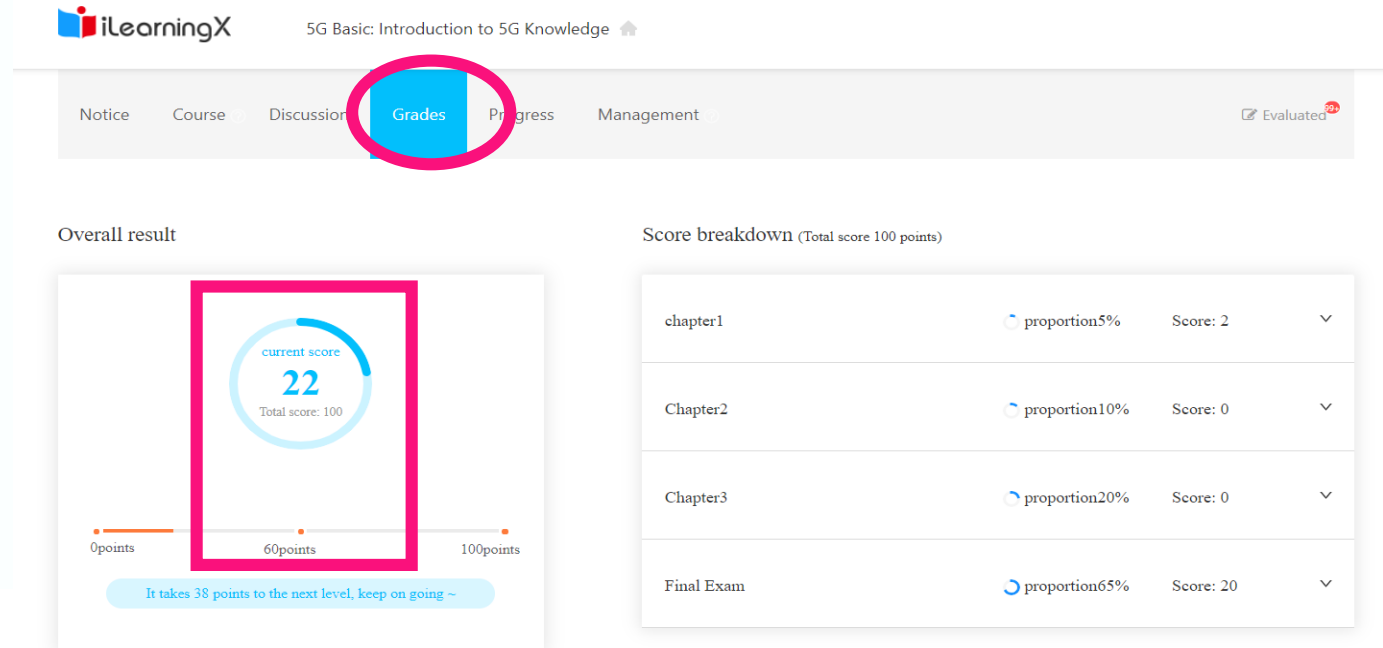 iLearningX
5G Basic: Introduction to 5G Knowledge
Notice
Course
Discussion
Grades
Progress
Management
Evaluated
99+
Overall result
current score
22
Total score: 100
0points
60points
100points
It takes 38 points to the next level, keep on going ~
Score breakdown (Total score 100 points)
chapter1 proportion5% Score: 2
Chapter2 proportion10% Score: 0
Chapter3 proportion20% Score: 0
Final Exam proportion65% Score: 20